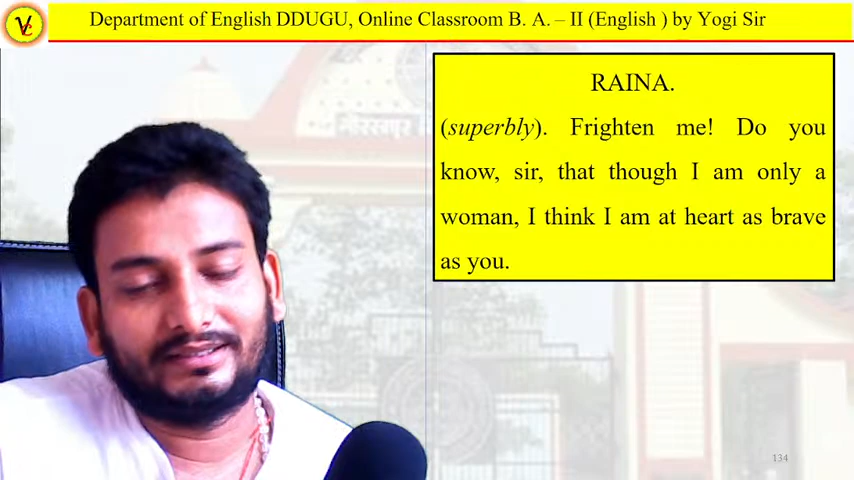 Department of English DDUGU, Online Classroom B. A. – II (English ) by Yogi Sir
RAINA.
(superbly). Frighten me! Do you
know, sir, that though I am only a
woman, I think I am at heart as brave
as you.
134